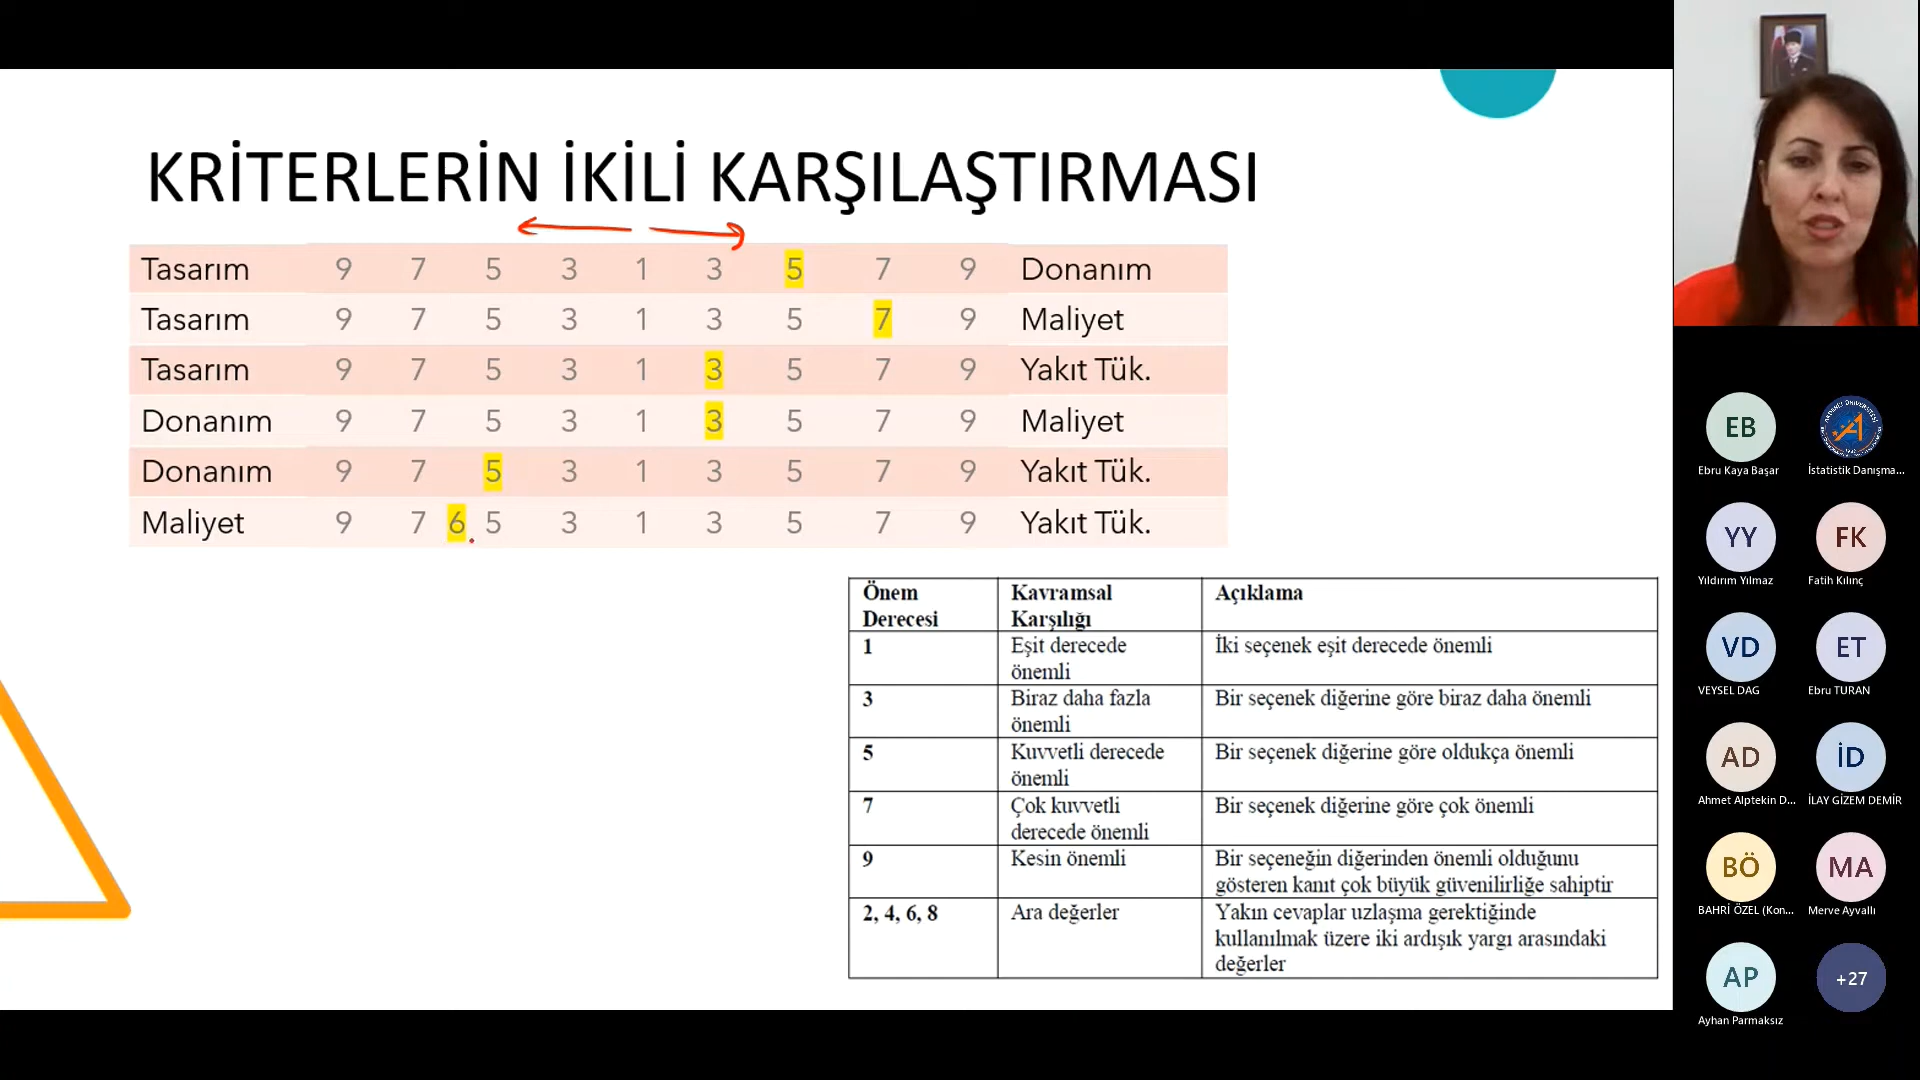 KRİTERLERİN İKİLİ KARŞILAŞTIRMASI
Tasarım 9 7 5 3 1 3 5 7 9 Donanım
Tasarım 9 7 5 3 1 3 5 7 9 Maliyet
Tasarım 9 7 5 3 1 3 5 7 9 Yakıt Tük.
Donanım 9 7 5 3 1 3 5 7 9 Maliyet
Donanım 9 7 5 3 1 3 5 7 9 Yakıt Tük.
Maliyet 9 7 6 5 3 1 3 5 7 9 Yakıt Tük.
Önem Kavramsal Açıklama
Derecesi Karşılığı
1 Eşit derecede İki seçenek eşit derecede önemli
önemli
3 Biraz daha fazla Bir seçenek diğerine göre biraz daha önemli
önemli
5 Kuvvetli derecede Bir seçenek diğerine göre oldukça önemli
önemli
7 Çok kuvvetli Bir seçenek diğerine göre çok önemli
derecede önemli
9 Kesin önemli Bir seçeneğin diğerinden önemli olduğunu
gösteren kanıt çok büyük güvenilirliğe sahiptir
2, 4, 6, 8 Ara değerler Yakın cevaplar uzlaşma gerektiğinde
kullanılmak üzere iki ardışık yargı arasındaki
değerler
EB
Ebru Kaya Başar İstatistik Danışma...
YY FK
Yıldırım Yılmaz Fatih Kılınç
VD ET
VEYSEL DAG Ebru TURAN
AD İD
Ahmet Alptekin D... İLAY GİZEM DEMİR
BÖ MA
BAHRİ ÖZEL (Kon... Merve Ayvallı
AP +27
Ayhan Parmaksız